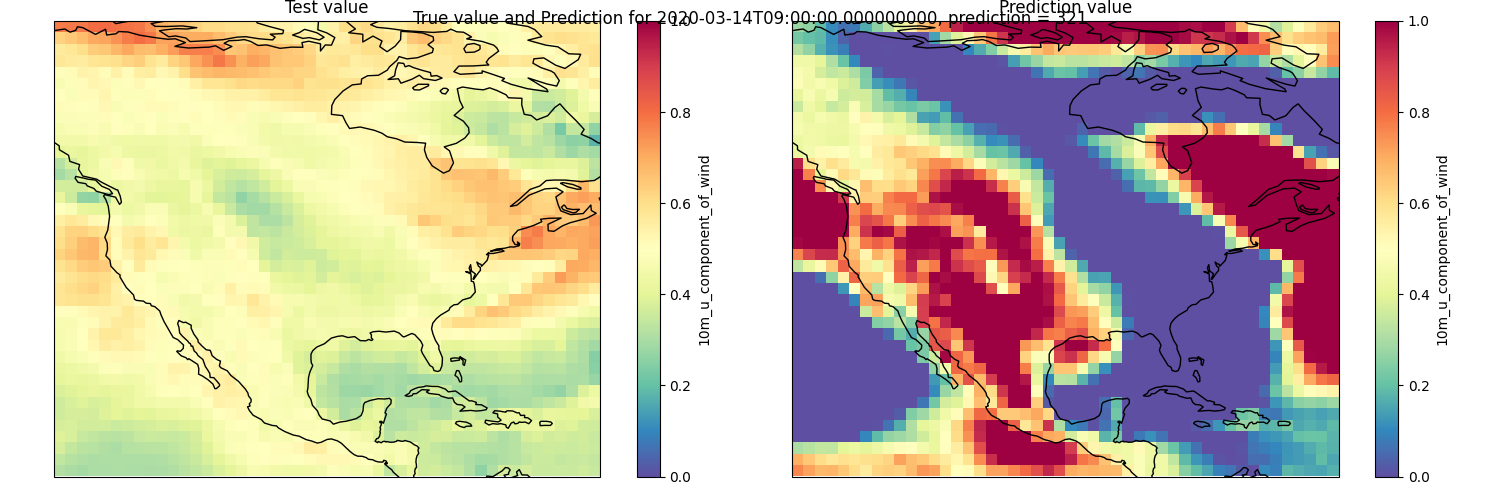 Test value
Prediction value
True value and Prediction for 2020-03-14T09:00:00.000000000, prediction = 321
1.0
0.8
0.6
0.4
0.2
0.0
10m_u_component_of_wind
1.0
0.8
0.6
0.4
0.2
0.0
10m_u_component_of_wind